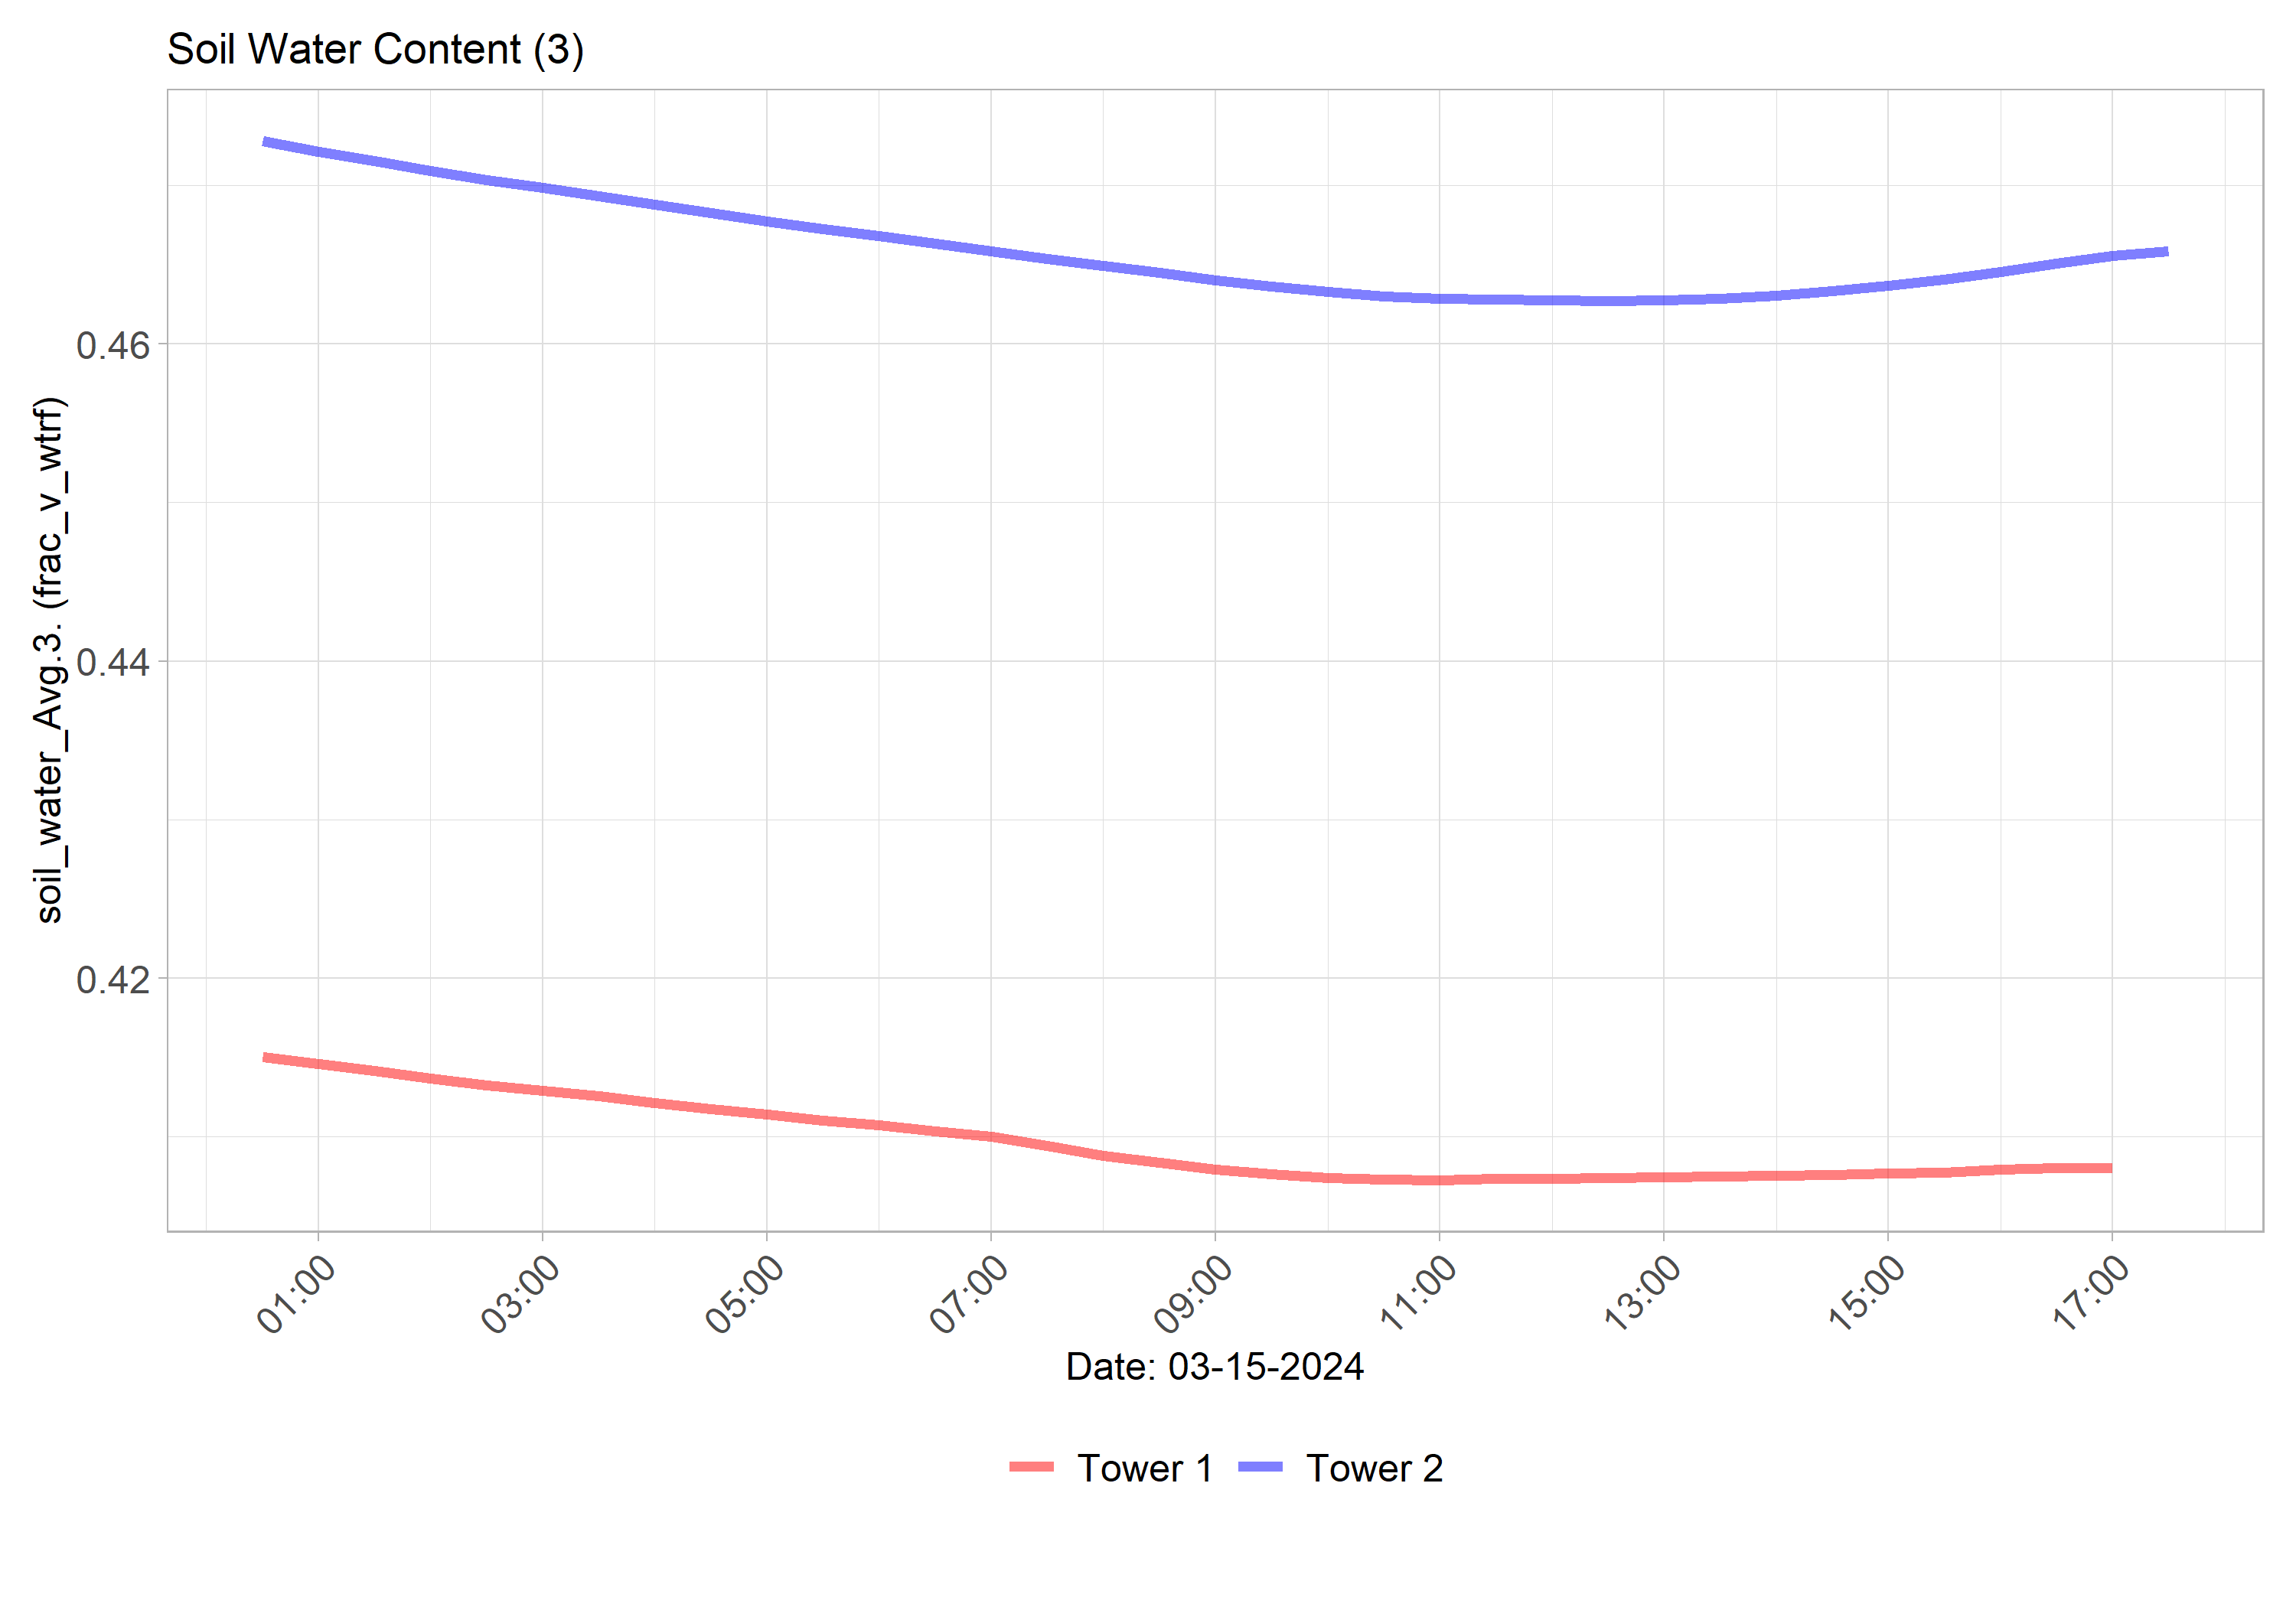 Soil Water Content (3)
soil_water_Avg.3. (frac_v_wtrf)
0.46
0.44
0.42
01:00
03:00
05:00
07:00
09:00
11:00
13:00
15:00
17:00
Date: 03-15-2024
Tower 1
Tower 2